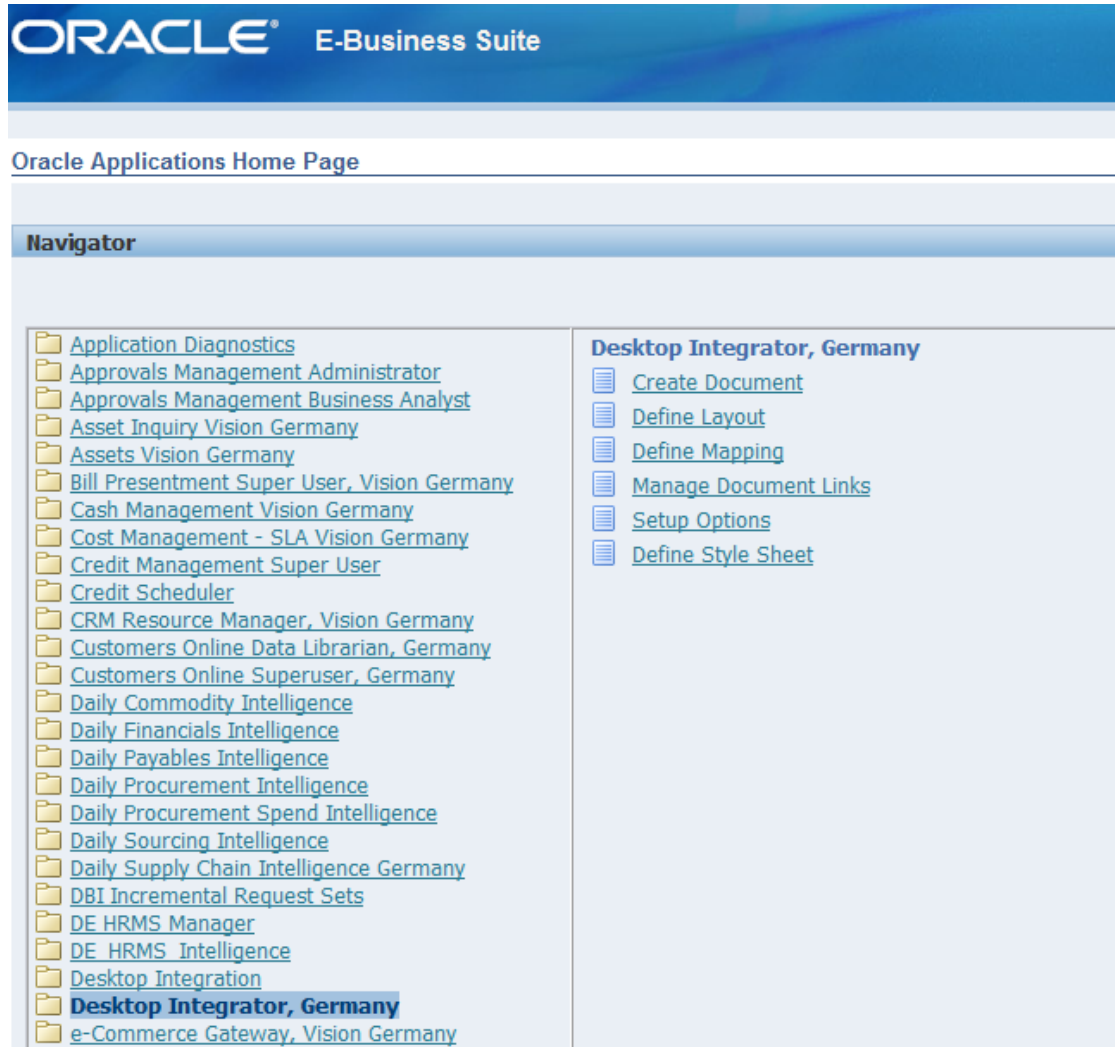 ORACLE® E-Business Suite
Oracle Applications Home Page
Navigator
Application Diagnostics
Approvals Management Administrator
Approvals Management Business Analyst
Asset Inquiry Vision Germany
Assets Vision Germany
Bill Presentment Super User, Vision Germany
Cash Management Vision Germany
Cost Management - SLA Vision Germany
Credit Management Super User
Credit Scheduler
CRM Resource Manager, Vision Germany
Customers Online Data Librarian, Germany
Customers Online Superuser, Germany
Daily Commodity Intelligence
Daily Financials Intelligence
Daily Payables Intelligence
Daily Procurement Intelligence
Daily Procurement Spend Intelligence
Daily Sourcing Intelligence
Daily Supply Chain Intelligence Germany
DBI Incremental Request Sets
DE HRMS Manager
DE HRMS Intelligence
Desktop Integration
Desktop Integrator, Germany
e-Commerce Gateway, Vision Germany
Desktop Integrator, Germany
Create Document
Define Layout
Define Mapping
Manage Document Links
Setup Options
Define Style Sheet